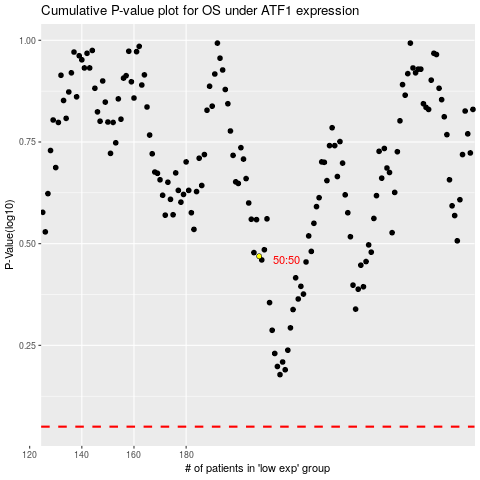 Cumulative P-value plot for OS under ATF1 expression
P-Value(log10)
1.00
0.75
0.50
0.25
50:50
120 140 160 180
# of patients in 'low exp' group